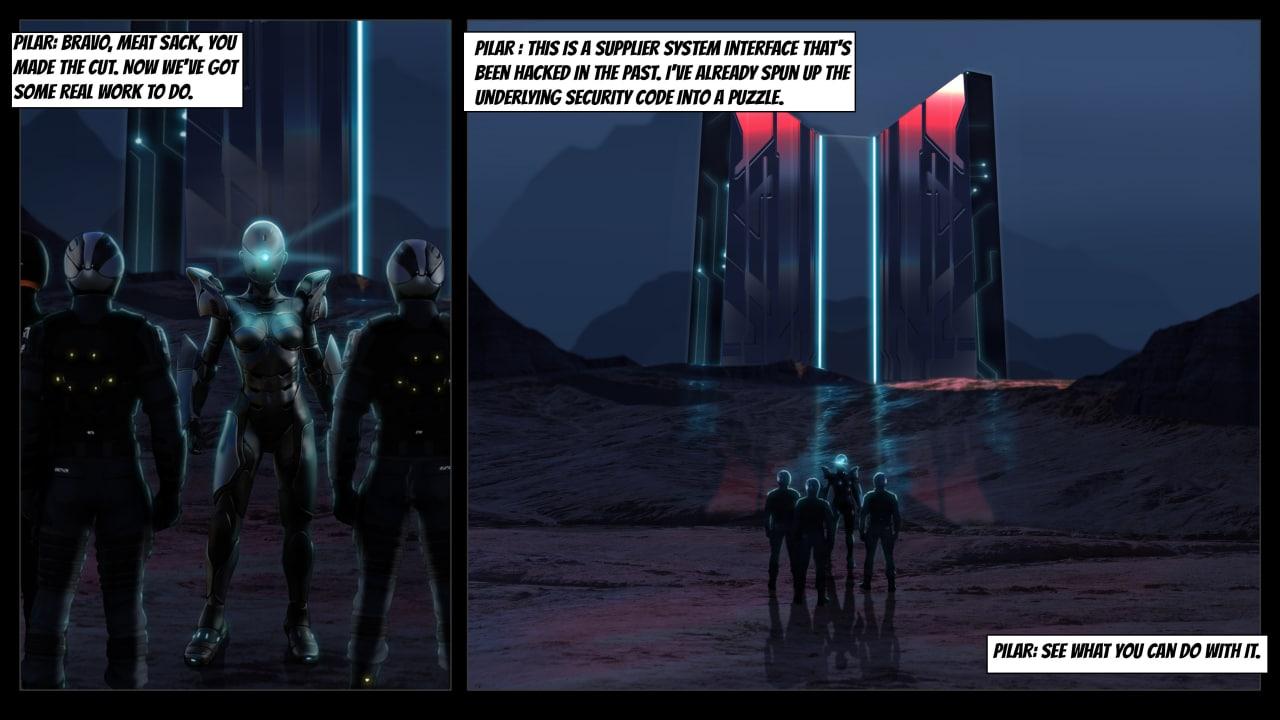 PILAR: BRAVO, MEAT SACK, YOU
MADE THE CUT. NOW WE'VE GOT
SOME REAL WORK TO DO.
PILAR : THIS IS A SUPPLIER SYSTEM INTERFACE THAT'S
BEEN HACKED IN THE PAST. I'VE ALREADY SPUN UP THE
UNDERLYING SECURITY CODE INTO A PUZZLE.
PILAR: SEE WHAT YOU CAN DO WITH IT.